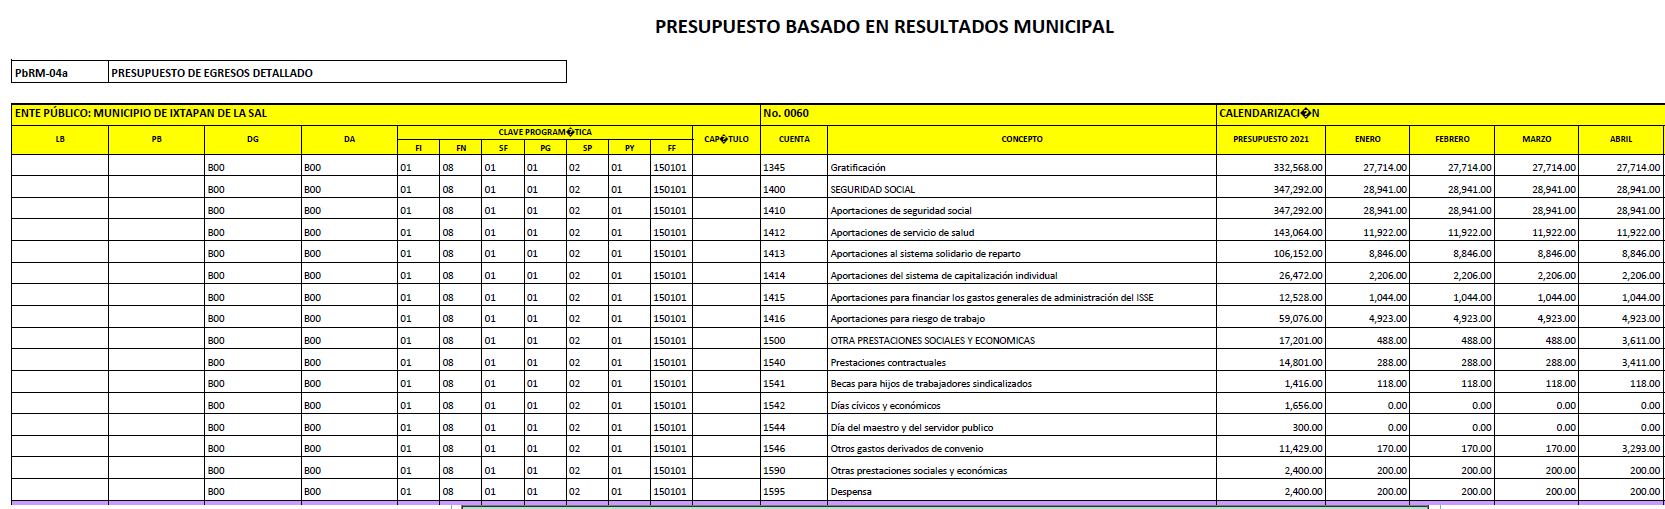 PRESUPUESTO BASADO EN RESULTADOS MUNICIPAL
PbRM-04a PRESUPUESTO DE EGRESOS DETALLADO
ENTE PÚBLICO: MUNICIPIO DE IXTAPAN DE LA SAL No. 0060 CALENDARIZACI�N
LB PB DG DA CLAVE PROGRAM�TICA CAP�TULO CUENTA CONCEPTO PRESUPUESTO 2021 ENERO FEBRERO MARZO ABRIL
FI FN SF PG SP PY FF
B00 B00 01 08 01 01 02 01 150101 1345 Gratificación 332,568.00 27,714.00 27,714.00 27,714.00 27,714.00
B00 B00 01 08 01 01 02 01 150101 1400 SEGURIDAD SOCIAL 347,292.00 28,941.00 28,941.00 28,941.00 28,941.00
B00 B00 01 08 01 01 02 01 150101 1410 Aportaciones de seguridad social 347,292.00 28,941.00 28,941.00 28,941.00 28,941.00
B00 B00 01 08 01 01 02 01 150101 1412 Aportaciones de servicio de salud 143,064.00 11,922.00 11,922.00 11,922.00 11,922.00
B00 B00 01 08 01 01 02 01 150101 1413 Aportaciones al sistema solidario de reparto 106,152.00 8,846.00 8,846.00 8,846.00 8,846.00
B00 B00 01 08 01 01 02 01 150101 1414 Aportaciones del sistema de capitalización individual 26,472.00 2,206.00 2,206.00 2,206.00 2,206.00
B00 B00 01 08 01 01 02 01 150101 1415 Aportaciones para financiar los gastos generales de administración del ISSE 12,528.00 1,044.00 1,044.00 1,044.00 1,044.00
B00 B00 01 08 01 01 02 01 150101 1416 Aportaciones para riesgo de trabajo 59,076.00 4,923.00 4,923.00 4,923.00 4,923.00
B00 B00 01 08 01 01 02 01 150101 1500 OTRA PRESTACIONES SOCIALES Y ECONOMICAS 17,201.00 488.00 488.00 488.00 3,611.00
B00 B00 01 08 01 01 02 01 150101 1540 Prestaciones contractuales 14,801.00 288.00 288.00 288.00 3,411.00
B00 B00 01 08 01 01 02 01 150101 1541 Becas para hijos de trabajadores sindicalizados 1,416.00 118.00 118.00 118.00 118.00
B00 B00 01 08 01 01 02 01 150101 1542 Días cívicos y económicos 1,656.00 0.00 0.00 0.00 0.00
B00 B00 01 08 01 01 02 01 150101 1544 Día del maestro y del servidor publico 300.00 0.00 0.00 0.00 0.00
B00 B00 01 08 01 01 02 01 150101 1546 Otros gastos derivados de convenio 11,429.00 170.00 170.00 170.00 3,293.00
B00 B00 01 08 01 01 02 01 150101 1590 Otras prestaciones sociales y económicas 2,400.00 200.00 200.00 200.00 200.00
B00 B00 01 08 01 01 02 01 150101 1595 Despensa 2,400.00 200.00 200.00 200.00 200.00